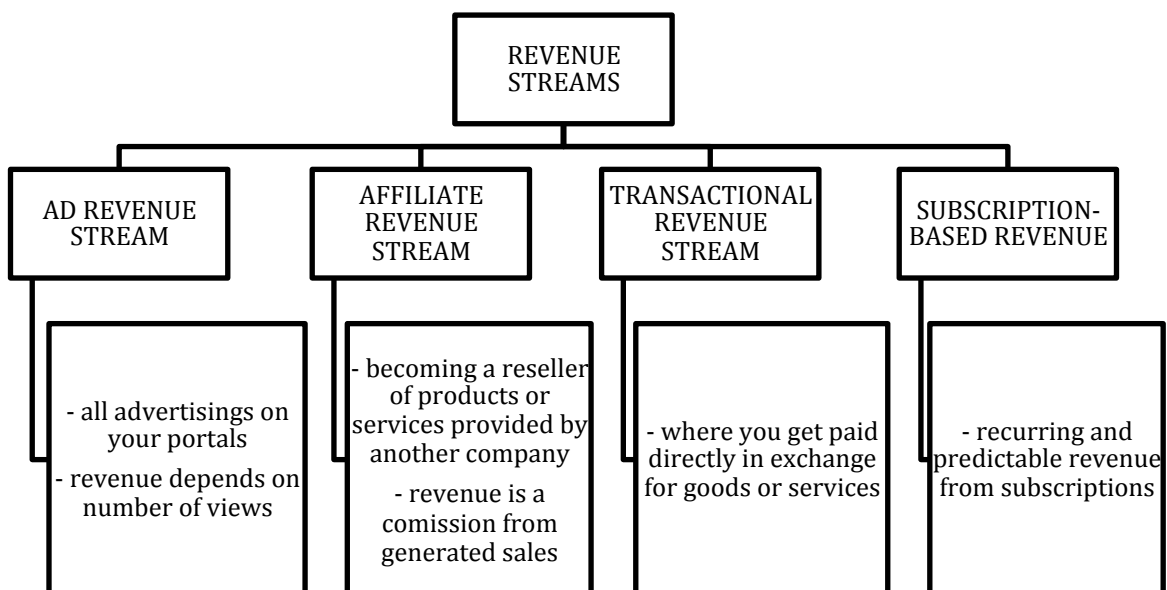 REVENUE
STREAMS
AD REVENUE
STREAM
AFFILIATE
REVENUE
STREAM
TRANSACTIONAL
REVENUE
STREAM
SUBSCRIPTION-
BASED REVENUE
- all advertisings on
your portals
- revenue depends on
number of views
- becoming a reseller
of products or
services provided by
another company
- revenue is a
comission from
generated sales
- where you get paid
directly in exchange
for goods or services
- recurring and
predictable revenue
from subscriptions